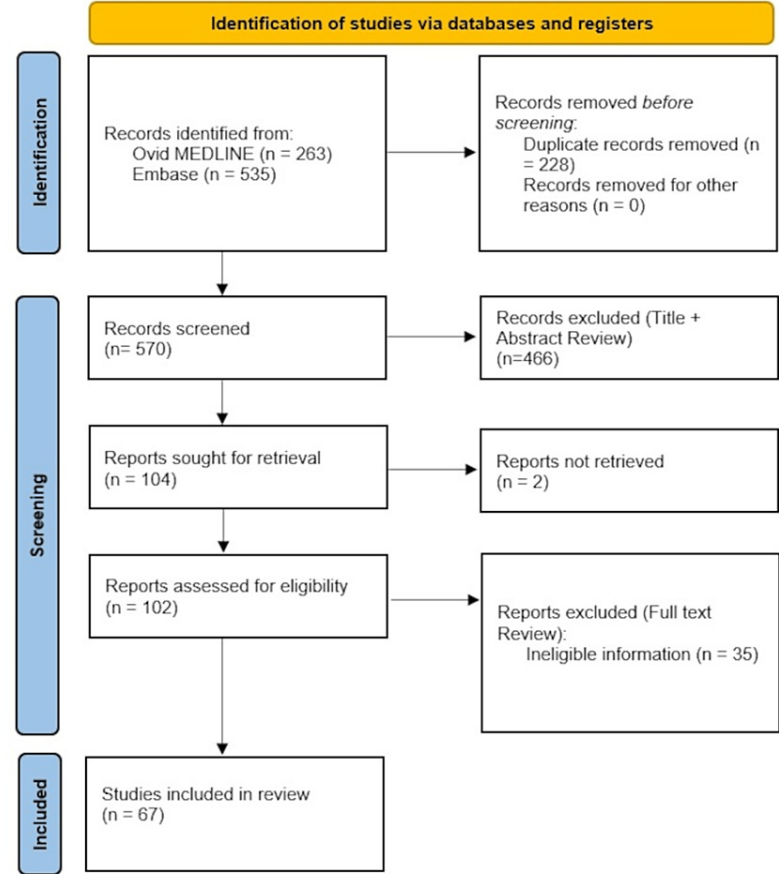 Identification of studies via databases and registers
Identification
Records identified from:
Ovid MEDLINE (n = 263)
Embase (n = 535)
Records removed before
screening:
Duplicate records removed (n
= 228)
Records removed for other
reasons (n = 0)
Screening
Records screened
(n= 570)
Records excluded (Title +
Abstract Review)
(n=466)
Reports sought for retrieval
(n = 104)
Reports not retrieved
(n = 2)
Reports assessed for eligibility
(n = 102)
Reports excluded (Full text
Review):
Ineligible information (n = 35)
Included
Studies included in review
(n = 67)